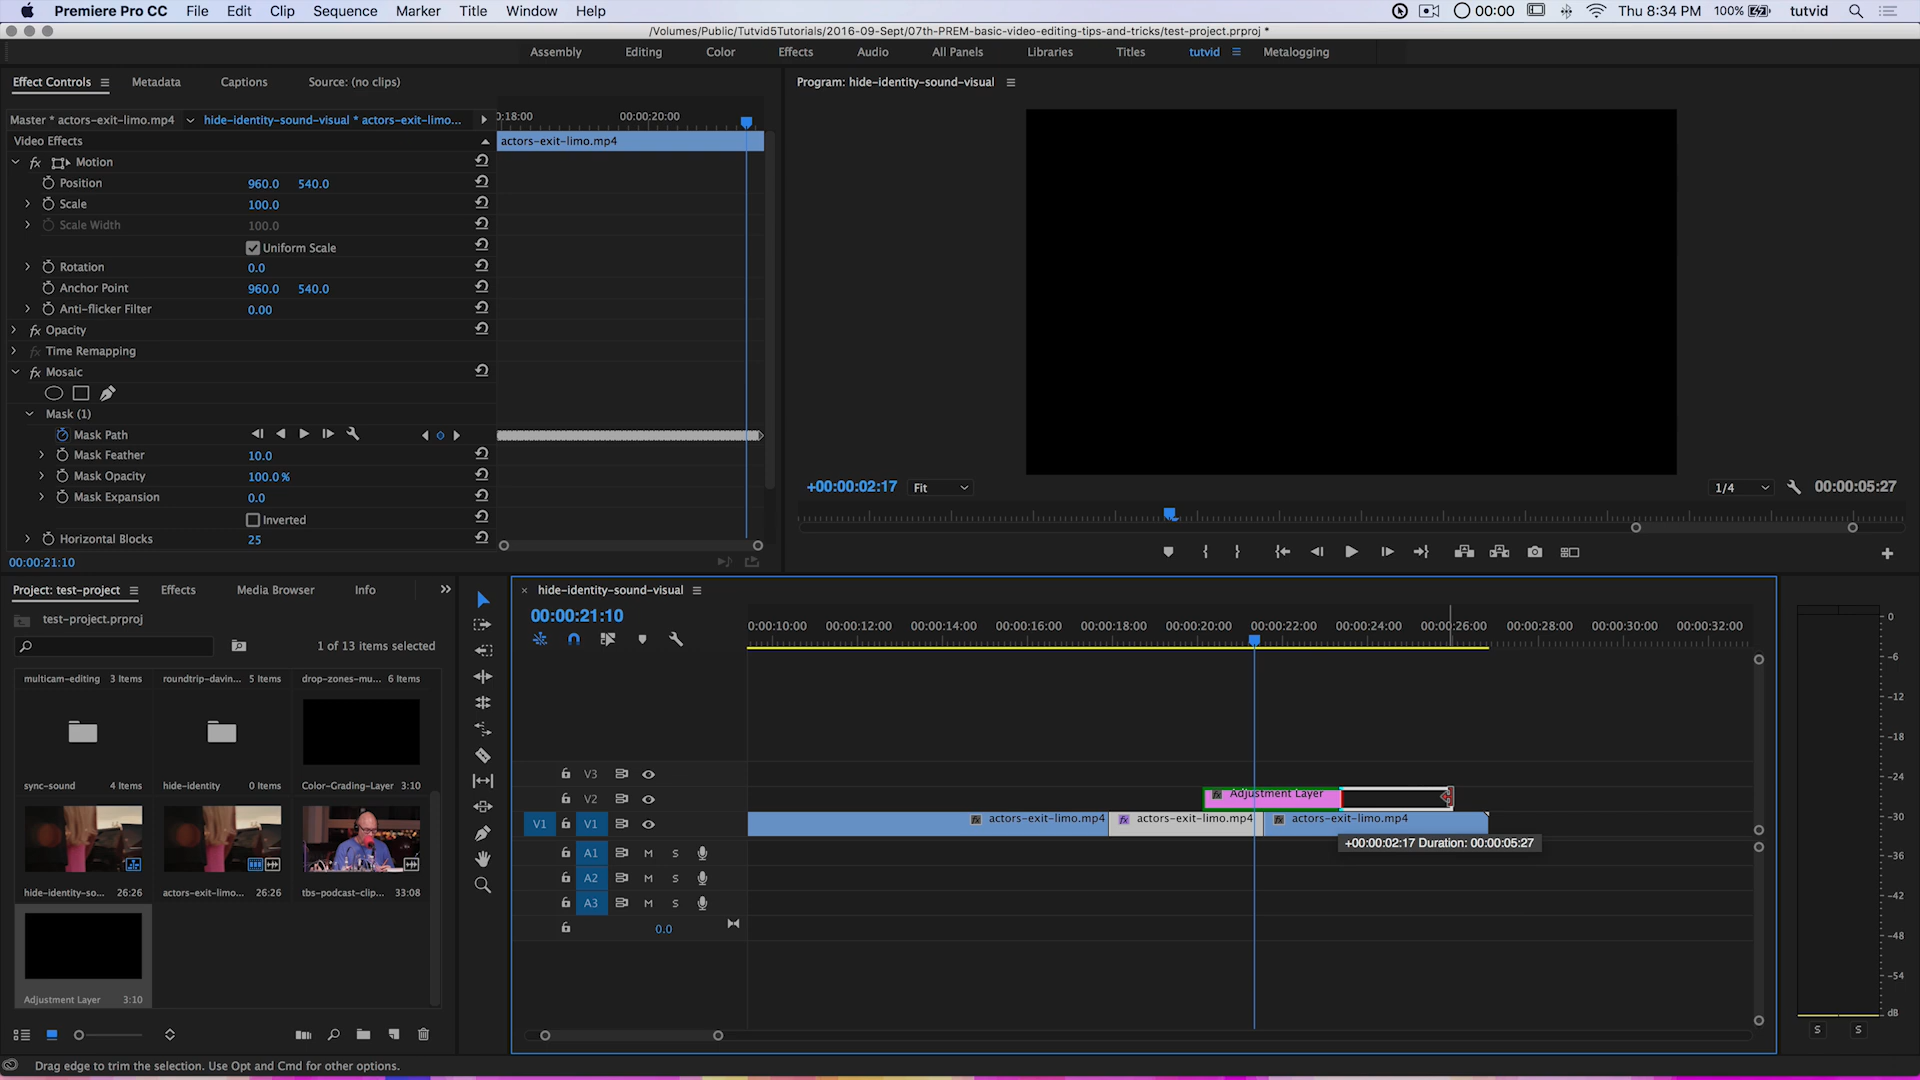 Premiere Pro CC File Edit Clip Sequence Marker Title Window Help 00:00 Thu 8:34 PM 100% tutvid
/Volumes/Public/Tutvid5Tutorials/2016-09-Sept/07th-PREM-basic-video-editing-tips-and-tricks/test-project.prproj *
Assembly Editing Color Effects Audio All Panels Libraries Titles tutvid Metalogging
Effect Controls Metadata Captions Source: (no clips)
Program: hide-identity-sound-visual
Master * actors-exit-limo.mp4 hide-identity-sound-visual * actors-exit-limo...
:18:00 00:00:20:00
Video Effects
actors-exit-limo.mp4
fx Motion
Position 960.0 540.0
Scale 100.0
Scale Width 100.0
Uniform Scale
Rotation 0.0
Anchor Point 960.0 540.0
Anti-flicker Filter 0.00
fx Opacity
fx Time Remapping
fx Mosaic
Mask (1)
Mask Path
Mask Feather 10.0
Mask Opacity 100.0 %
Mask Expansion 0.0
Inverted
Horizontal Blocks 25
00:00:21:10
+00:00:02:17 Fit 1/4 00:00:05:27
Project: test-project Effects Media Browser Info
test-project.prproj
1 of 13 items selected
multicam-editing 3 Items roundtrip-davin... 5 Items drop-zones-mu... 6 Items
sync-sound 4 Items hide-identity 0 Items Color-Grading-Layer 3:10
hide-identity-so... 26:26 actors-exit-limo... 26:26 tbs-podcast-clip... 33:08
Adjustment Layer 3:10
hide-identity-sound-visual
00:00:21:10
0:00:10:00 00:00:12:00 00:00:14:00 00:00:16:00 00:00:18:00 00:00:20:00 00:00:22:00 00:00:24:00 00:00:26:00 00:00:28:00 00:00:30:00 00:00:32:00
V3
V2 fx Adjustment Layer
V1 V1 fx actors-exit-limo.mp4 fx actors-exit-limo.mp4 fx actors-exit-limo.mp4
+00:00:02:17 Duration: 00:00:05:27
A1 M S
A2 M S
A3 M S
0.0
0
-6
-12
-18
-24
-30
-36
-42
-48
-54
dB
S S
Drag edge to trim the selection. Use Opt and Cmd for other options.